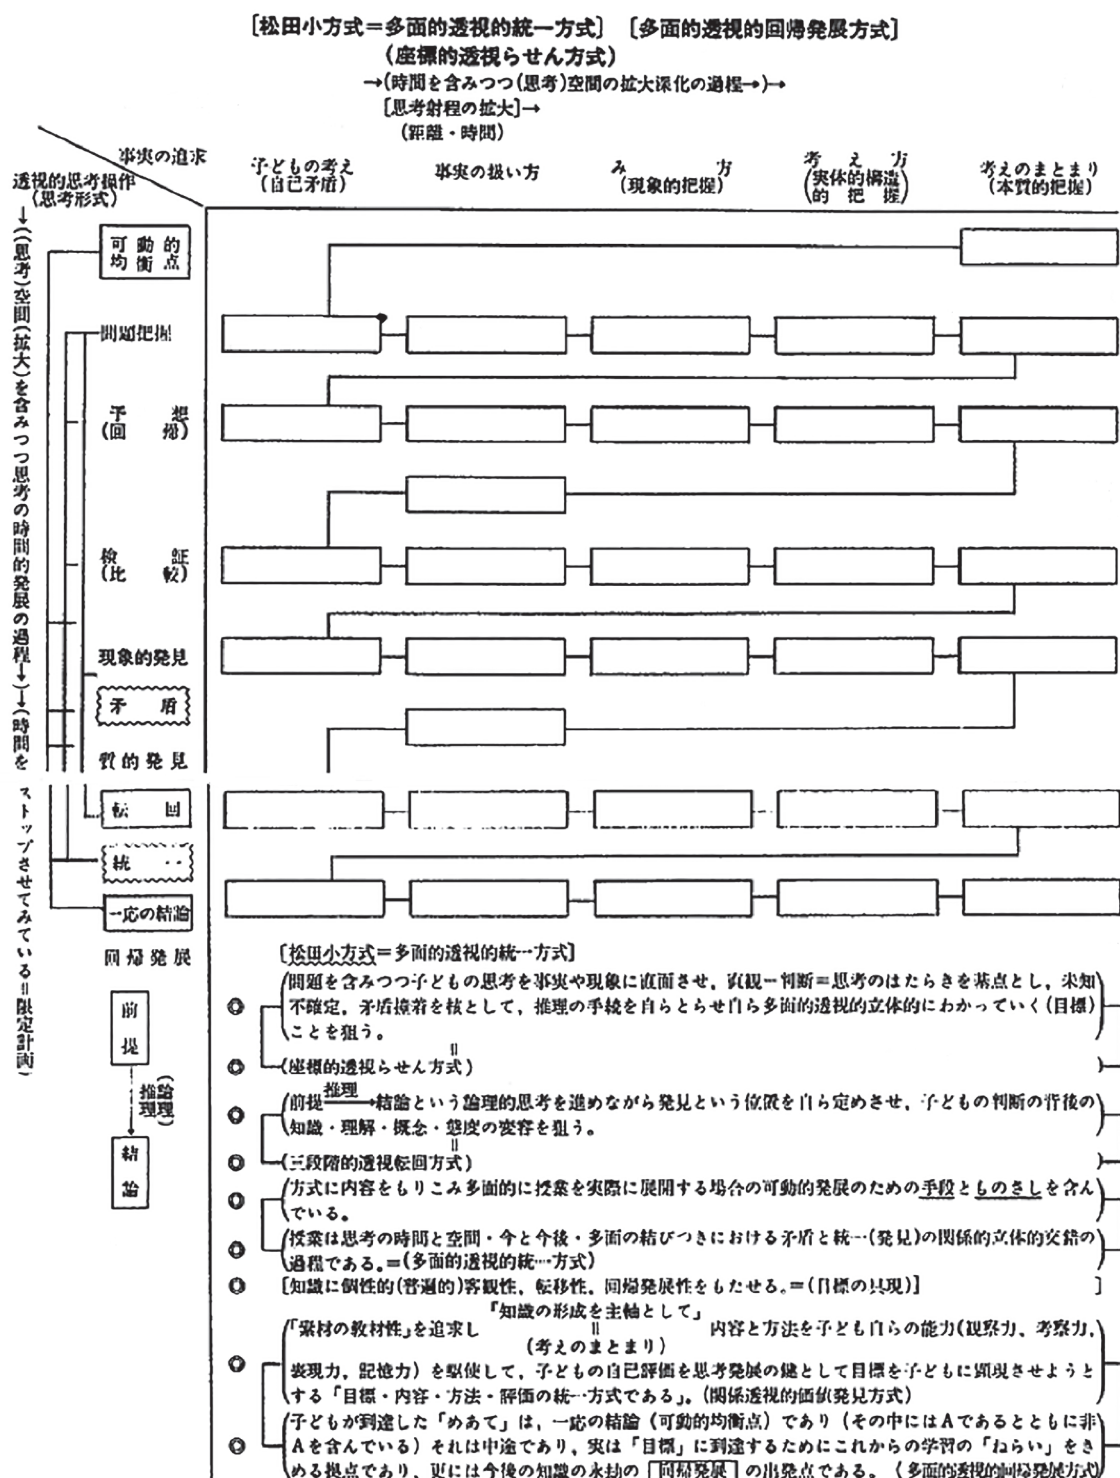 [松田小方式＝多面的透視的統一方式] [多面的透視的回帰発展方式]
(座標的透視らせん方式)
→(時間を含みつつ(思考)空間の拡大深化の過程→)→
[思考射程の拡大]→
(距離・時間)
事実の追求
透視的思考操作
(思考形式)
子どもの考え
(自己矛盾)
事実の扱い方
み方
(現象的把握)
考え方
(実体的構造
的把握)
考えのまとまり
(本質的把握)
→((思考)空間(拡大)を含みつつ思考の時間的発展の過程→)→(時間を
ストップさせてみている＝限定計画)
可動的
均衡点
問題把握
予想
(回帰)
検証
(比較)
現象的発見
矛盾
質的発見
転回
統一
一応の結論
回帰発展
前提
(論理)
推理
結論
[松田小方式＝多面的透視的統一方式]
◎ (問題を含みつつ子どもの思考を事実や現象に直面させ，直観―判断＝思考のはたらきを基点とし，未知
不確定，矛盾撞着を核として，推理の手続を自らとらせ自ら多面的透視的立体的にわかっていく(目標)
ことを狙う。
＝
◎ (座標的透視らせん方式)
◎ (前提 推理→結論という論理的思考を進めながら発見という位置を自ら定めさせ，子どもの判断の背後の
知識・理解・概念・態度の変容を狙う。
＝
◎ (三段階的透視転回方式)
◎ (方式に内容をもりこみ多面的に授業を実際に展開する場合の可動的発展のための手段とものさしを含ん
でいる。
◎ (授業は思考の時間と空間・今と今後・多面の結びつきにおける矛盾と統一(発見)の関係的立体的交錯の
過程である。＝(多面的透視的統一方式)
◎ [知識に個性的(普遍的)客観性，転移性，回帰発展性をもたせる。＝(目標の具現)]
「知識の形成を主軸として」
「素材の教材性」を追求し ＝ 内容と方法を子ども自らの能力(観察力，考察力，
(考えのまとまり)
◎ 表現力，記憶力)を駆使して，子どもの自己評価を思考発展の鍵として目標を子どもに顕現させようと
する「目標・内容・方法・評価の統一方式である」。(関係透視的価値発見方式)
(子どもが到達した「めあて」は，一応の結論(可動的均衡点)であり(その中にはAであるとともに非
◎ Aを含んでいる)それは中途であり，実は「目標」に到達するためにこれからの学習の「ねらい」をき
める拠点であり，更には今後の知識の永劫の 回帰発展 の出発点である。(多面的透視的回帰発展方式)